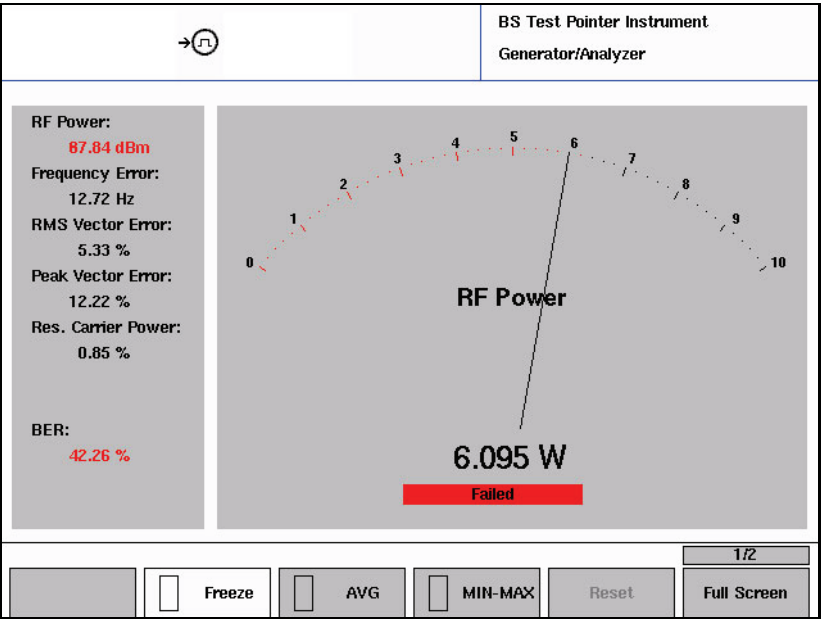 BS Test Pointer Instrument
Generator/Analyzer
RF Power:
87.84 dBm
Frequency Error:
12.72 Hz
RMS Vector Error:
5.33 %
Peak Vector Error:
12.22 %
Res. Carrier Power:
0.85 %
BER:
42.26 %
0 1 2 3 4 5 6 7 8 9 10
RF Power
6.095 W
Failed
1/2
Freeze AVG MIN-MAX Reset Full Screen